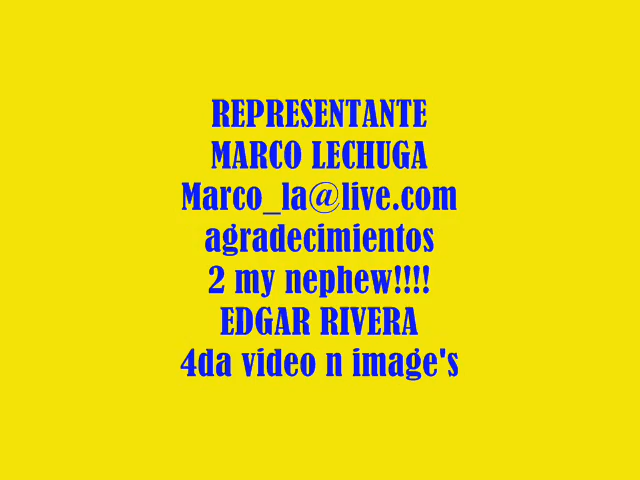 REPRESENTANTE
MARCO LECHUGA
Marco_la@live.com
agradecimientos
2 my nephew!!!!
EDGAR RIVERA
4da video n image's